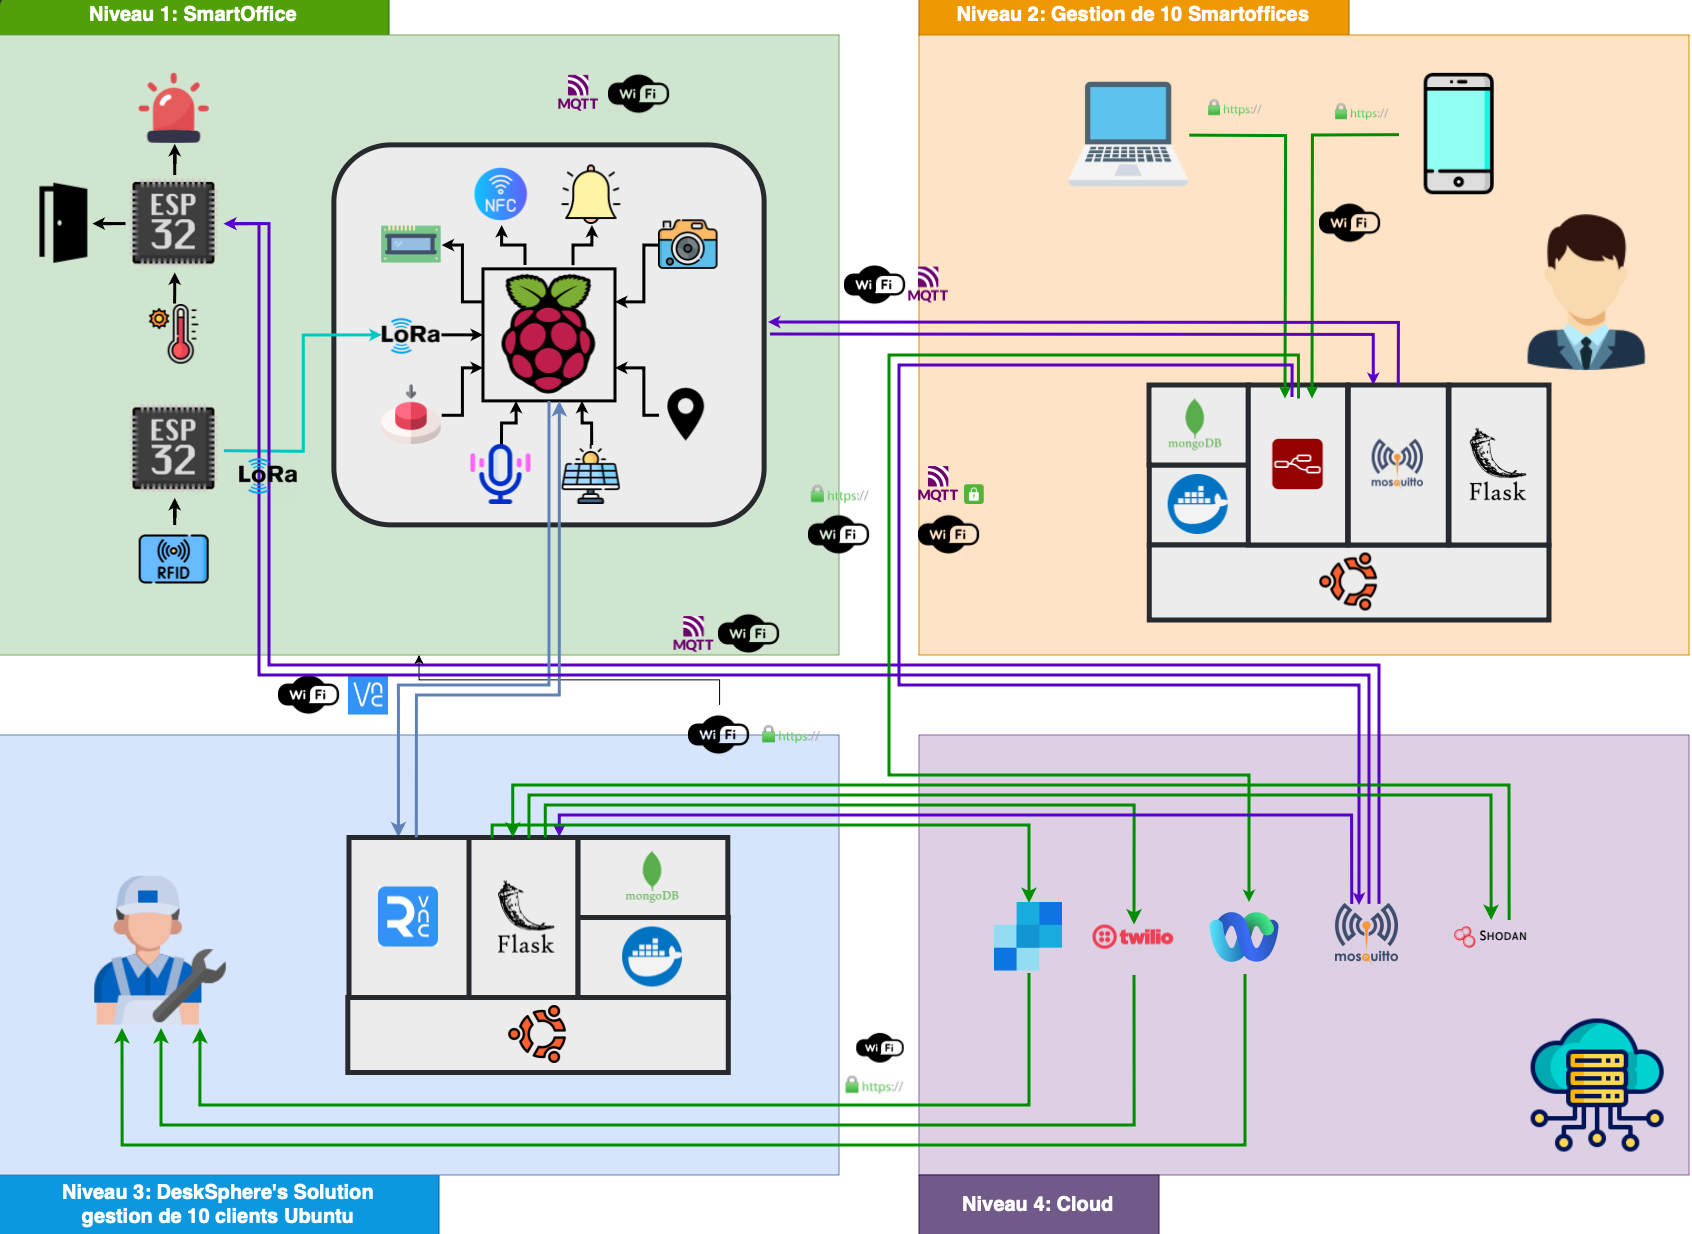 Niveau 1: SmartOffice
Niveau 2: Gestion de 10 Smartoffices
MQTT
Wi Fi
https://
https://
ESP
32
NFC
Wi Fi
Wi Fi
MQTT
LoRa
ESP
32
LoRa
RFID
https://
Wi Fi
MQTT
Wi Fi
mongoDB
mosquitto
Flask
MQTT
Wi Fi
Wi Fi
Vnc
Wi Fi
https://
R vnc
Flask
mongoDB
twilio
mosquitto
SHODAN
Wi Fi
https://
Niveau 3: DeskSphere's Solution
gestion de 10 clients Ubuntu
Niveau 4: Cloud